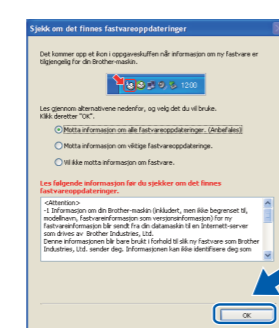 Sjekk om det finnes fastvareoppdateringer
Det kommer opp et ikon i oppgaveskuffen når informasjon om ny fastvare er
tilgjengelig for din Brother-maskin.
1200
Les gjennom alternativene nedenfor, og velg det du vil bruke.
Klikk deretter "OK".
Motta informasjon om alle fastvareoppdateringer. (Anbefales)
Motta informasjon om viktige fastvareoppdateringe.
Vil ikke motta informasjon om fastvare.
Les følgende informasjon før du sjekker om det finnes
fastvareoppdateringer.
<Attention>
-1 Informasjon om din Brother-maskin (inkludert, men ikke begrenset til,
modellnavn, fastvareinformasjon som versjonsinformasjon) for ny
fastvareinformasjon blir sendt fra din datamaskin til en Internett-server
som drives av Brother Industries, Ltd.
Denne informasjonen blir bare brukt i forhold til slik ny fastvare som Brother
Industries, Ltd. sender deg. Informasjonen kan ikke identifisere deg som
OK